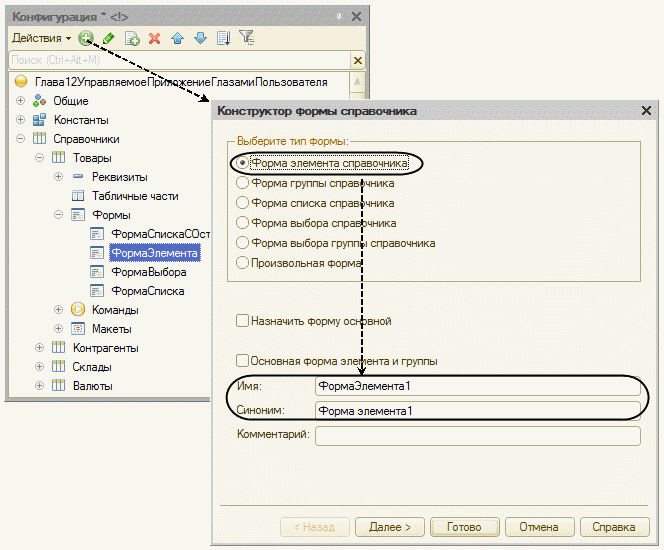 Конфигурация * <!>
Действия
Поиск (Ctrl+Alt+M)
Глава12УправляемоеПриложениеГлазамиПользователя
Общие
Константы
Справочники
Товары
Реквизиты
Табличные части
Формы
ФормаСпискаСОст
ФормаЭлемента
ФормаВыбора
ФормаСписка
Команды
Макеты
Контрагенты
Склады
Валюты
Конструктор формы справочника
Выберите тип формы:
Форма элемента справочника
Форма группы справочника
Форма списка справочника
Форма выбора справочника
Форма выбора группы справочника
Произвольная форма
Назначить форму основной
Основная форма элемента и группы
Имя: ФормаЭлемента1
Синоним: Форма элемента1
Комментарий:
< Назад Далее > Готово Отмена Справка